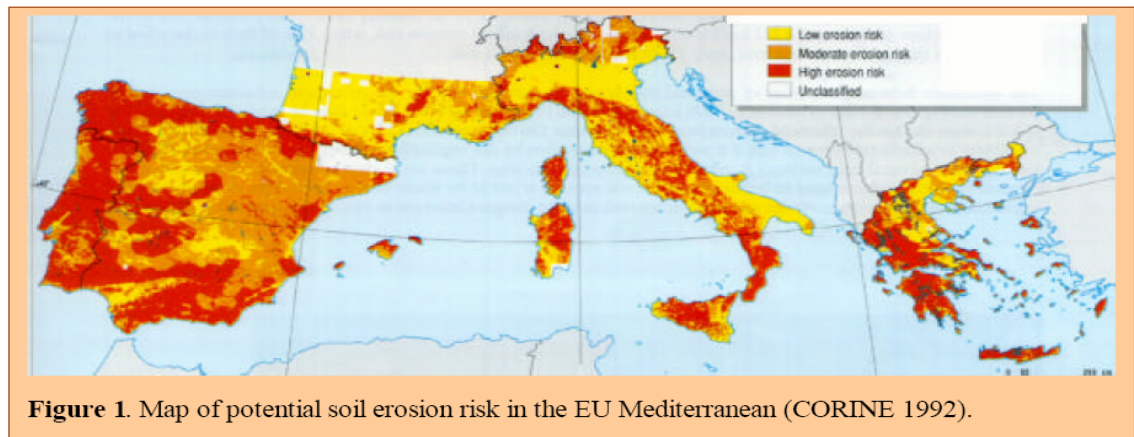 Low erosion risk
Moderate erosion risk
High erosion risk
Unclassified
Figure 1. Map of potential soil erosion risk in the EU Mediterranean (CORINE 1992).